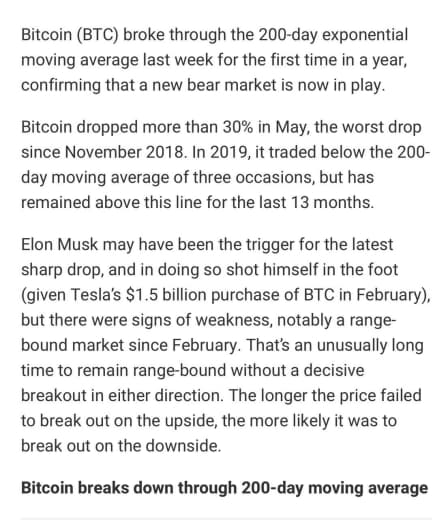 Bitcoin (BTC) broke through the 200-day exponential
moving average last week for the first time in a year,
confirming that a new bear market is now in play.
Bitcoin dropped more than 30% in May, the worst drop
since November 2018. In 2019, it traded below the 200-
day moving average of three occasions, but has
remained above this line for the last 13 months.
Elon Musk may have been the trigger for the latest
sharp drop, and in doing so shot himself in the foot
(given Tesla's $1.5 billion purchase of BTC in February),
but there were signs of weakness, notably a range-
bound market since February. That's an unusually long
time to remain range-bound without a decisive
breakout in either direction. The longer the price failed
to break out on the upside, the more likely it was to
break out on the downside.
Bitcoin breaks down through 200-day moving average